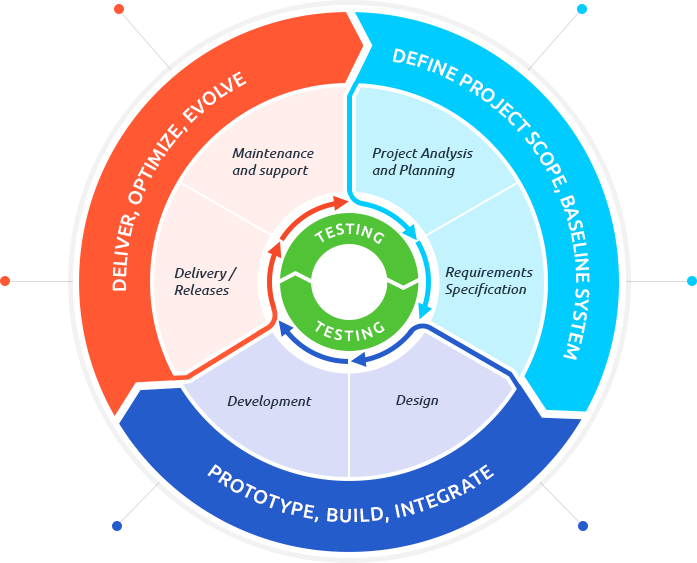 DEFINE PROJECT SCOPE, BASELINE SYSTEM
DELIVER, OPTIMIZE, EVOLVE
Maintenance
and support
Project Analysis
and Planning
TESTING
Delivery /
Releases
Requirements
Specification
TESTING
Development
Design
PROTOTYPE, BUILD, INTEGRATE